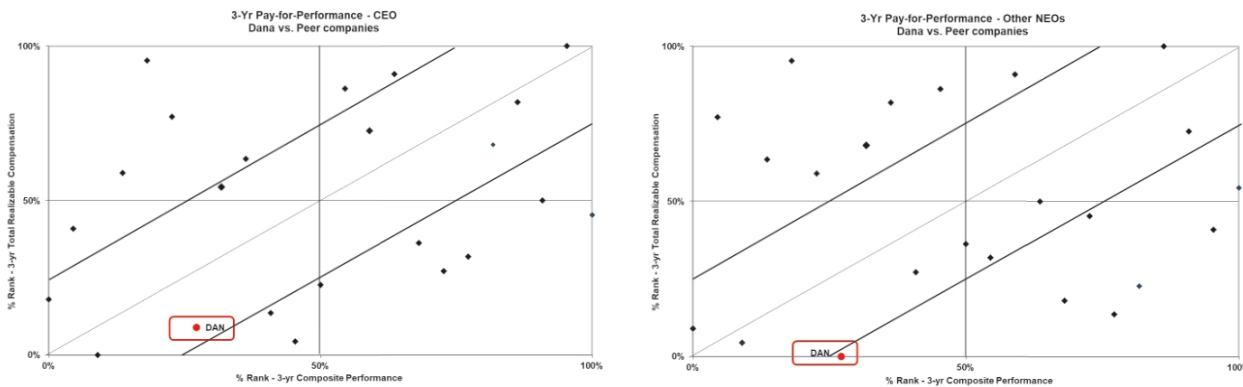 3-Yr Pay-for-Performance - CEO
Dana vs. Peer companies
100%
50%
0%
% Rank - 3-yr Total Realizable Compensation
DAN
0%
50%
100%
% Rank - 3-yr Composite Performance
3-Yr Pay-for-Performance - Other NEOs
Dana vs. Peer companies
100%
50%
0%
% Rank - 3-yr Total Realizable Compensation
DAN
0%
50%
100%
% Rank - 3-yr Composite Performance